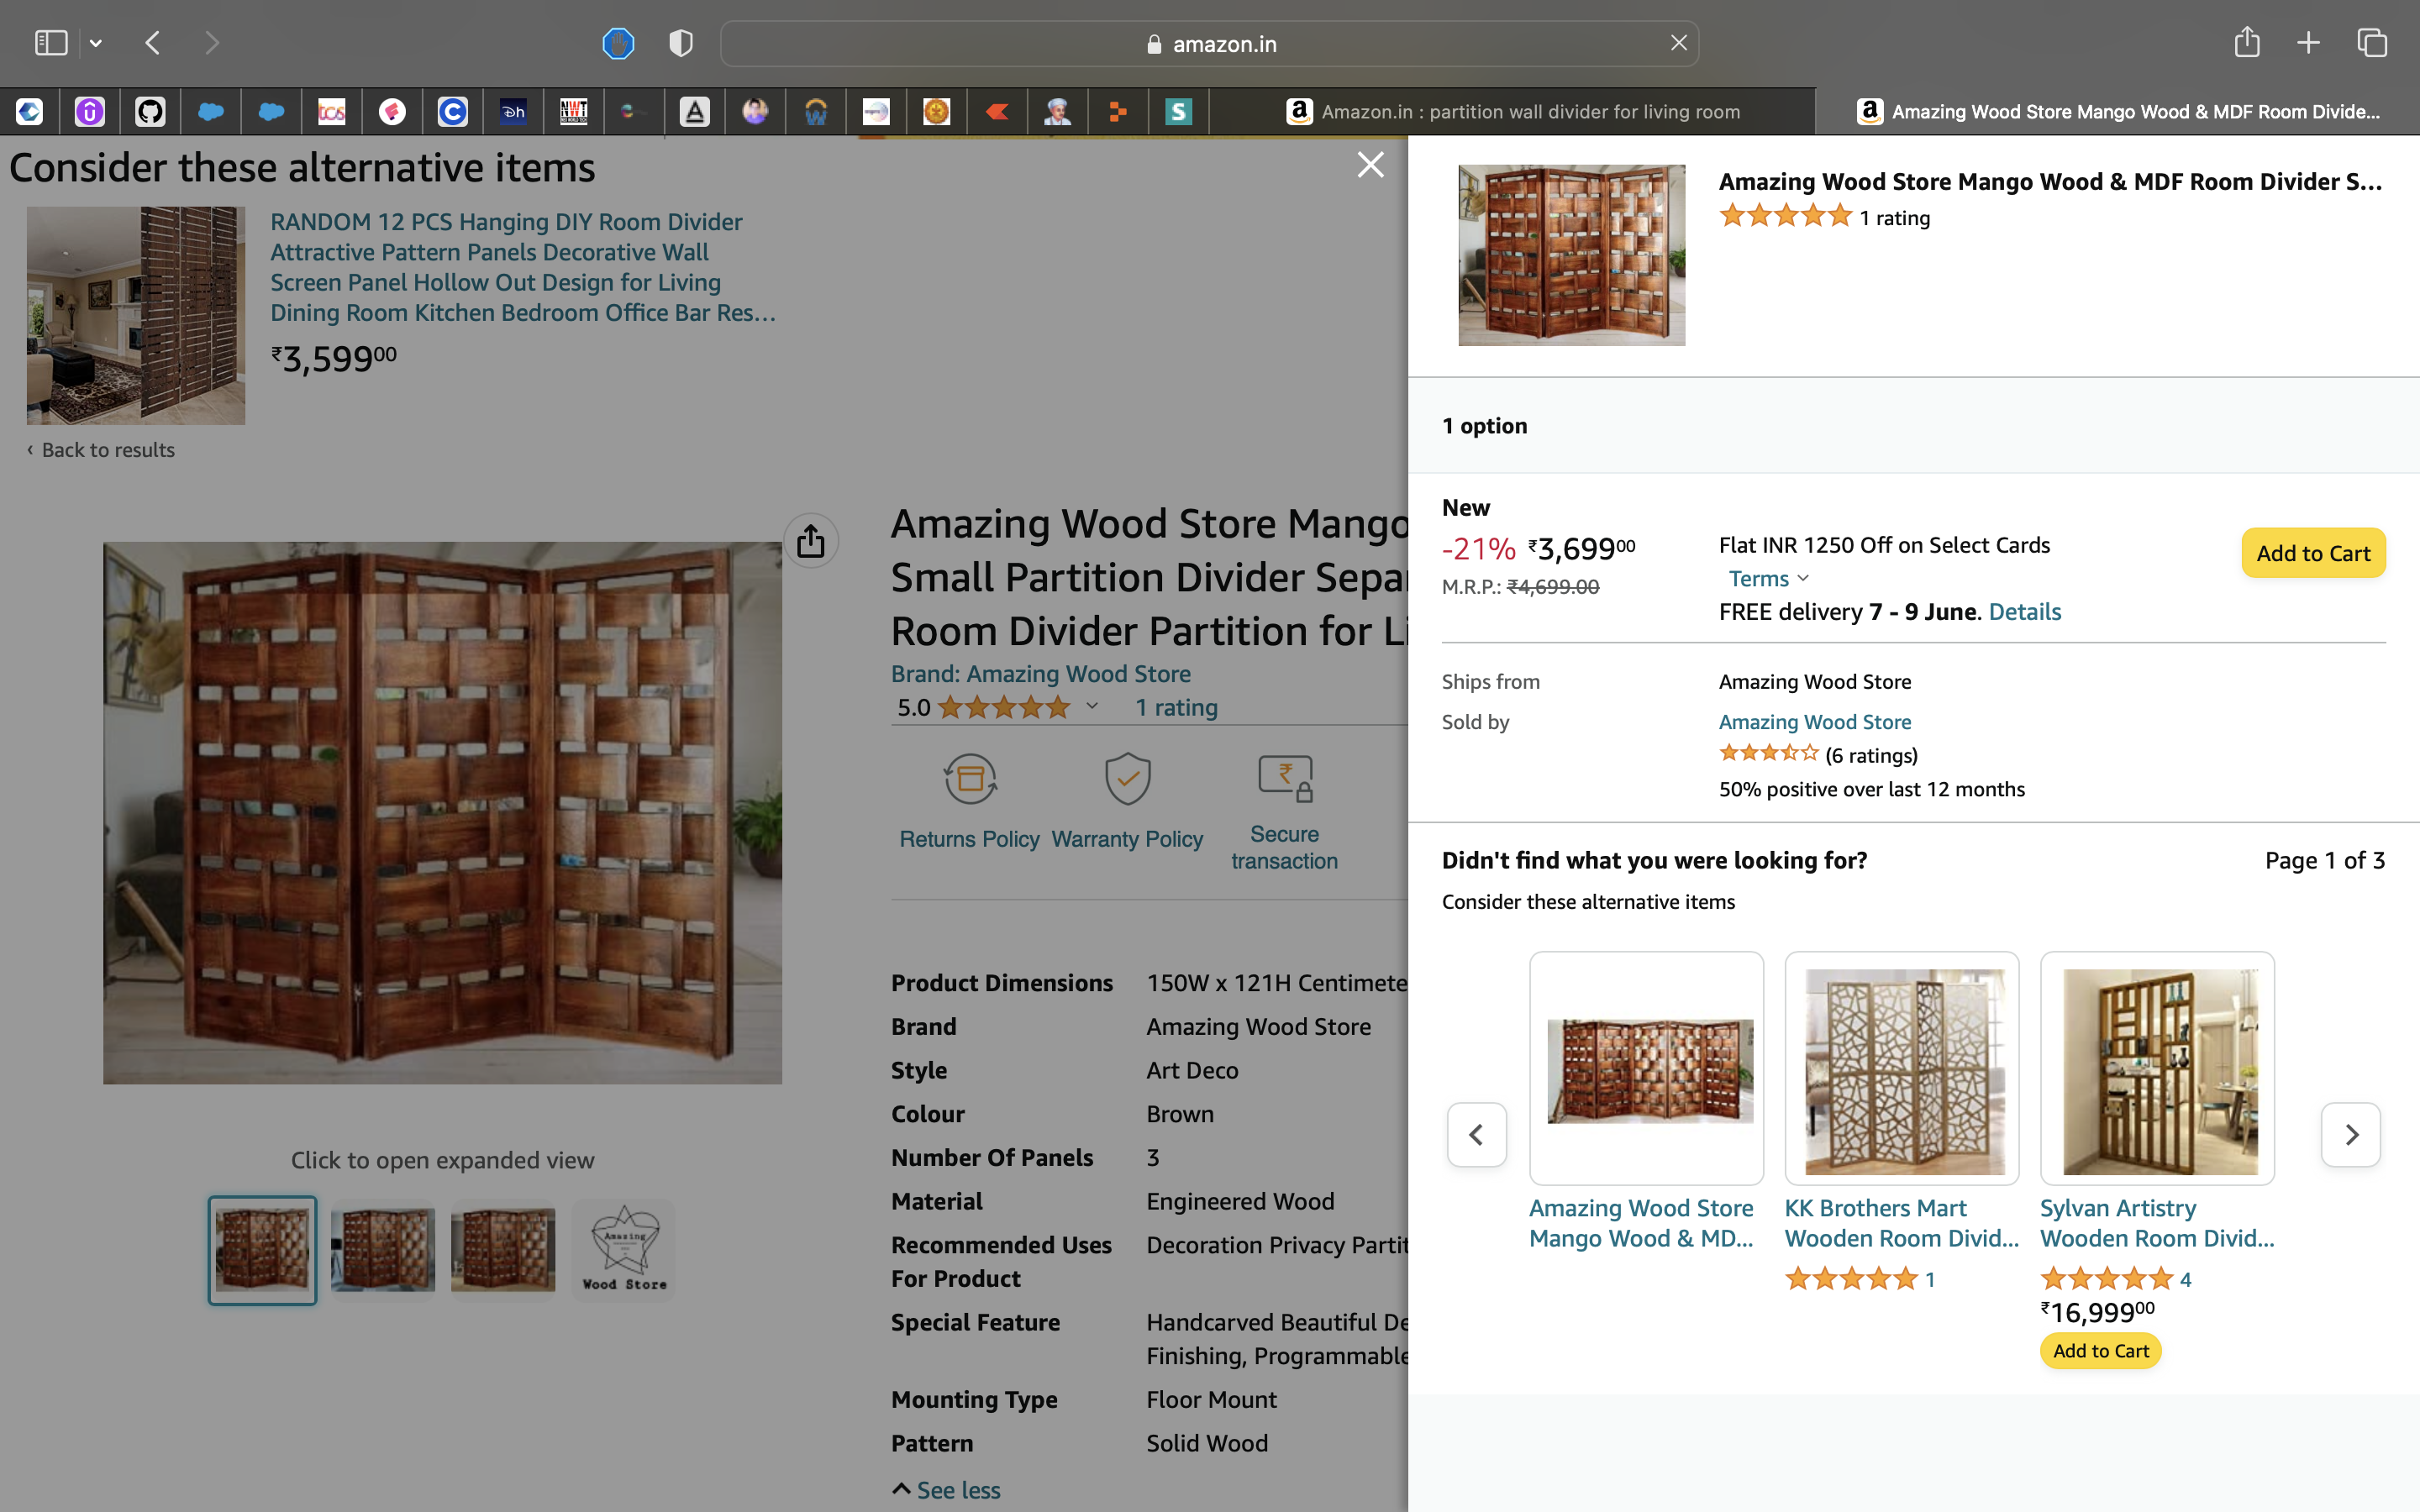 amazon.in
tcs
Dh
NWT
A
S
Amazon.in : partition wall divider for living room
Amazing Wood Store Mango Wood & MDF Room Divide...
Consider these alternative items
RANDOM 12 PCS Hanging DIY Room Divider
Attractive Pattern Panels Decorative Wall
Screen Panel Hollow Out Design for Living
Dining Room Kitchen Bedroom Office Bar Res...
₹3,59900
‹ Back to results
Click to open expanded view
Amazing
Wood Store
Amazing Wood Store Mango
Small Partition Divider Separ
Room Divider Partition for Li
Brand: Amazing Wood Store
5.0
1 rating
Returns Policy
Warranty Policy
Secure
transaction
Product Dimensions 150W x 121H Centimete
Brand Amazing Wood Store
Style Art Deco
Colour Brown
Number Of Panels 3
Material Engineered Wood
Recommended Uses Decoration Privacy Partit
For Product
Special Feature Handcarved Beautiful De
Finishing, Programmable
Mounting Type Floor Mount
Pattern Solid Wood
See less
Amazing Wood Store Mango Wood & MDF Room Divider S...
1 rating
1 option
New
-21% ₹3,69900
M.R.P.: ₹4,699.00
Flat INR 1250 Off on Select Cards
Terms
FREE delivery 7 - 9 June. Details
Add to Cart
Ships from Amazing Wood Store
Sold by Amazing Wood Store
(6 ratings)
50% positive over last 12 months
Didn't find what you were looking for?
Page 1 of 3
Consider these alternative items
Amazing Wood Store
Mango Wood & MD...
KK Brothers Mart
Wooden Room Divid...
1
Sylvan Artistry
Wooden Room Divid...
4
₹16,99900
Add to Cart